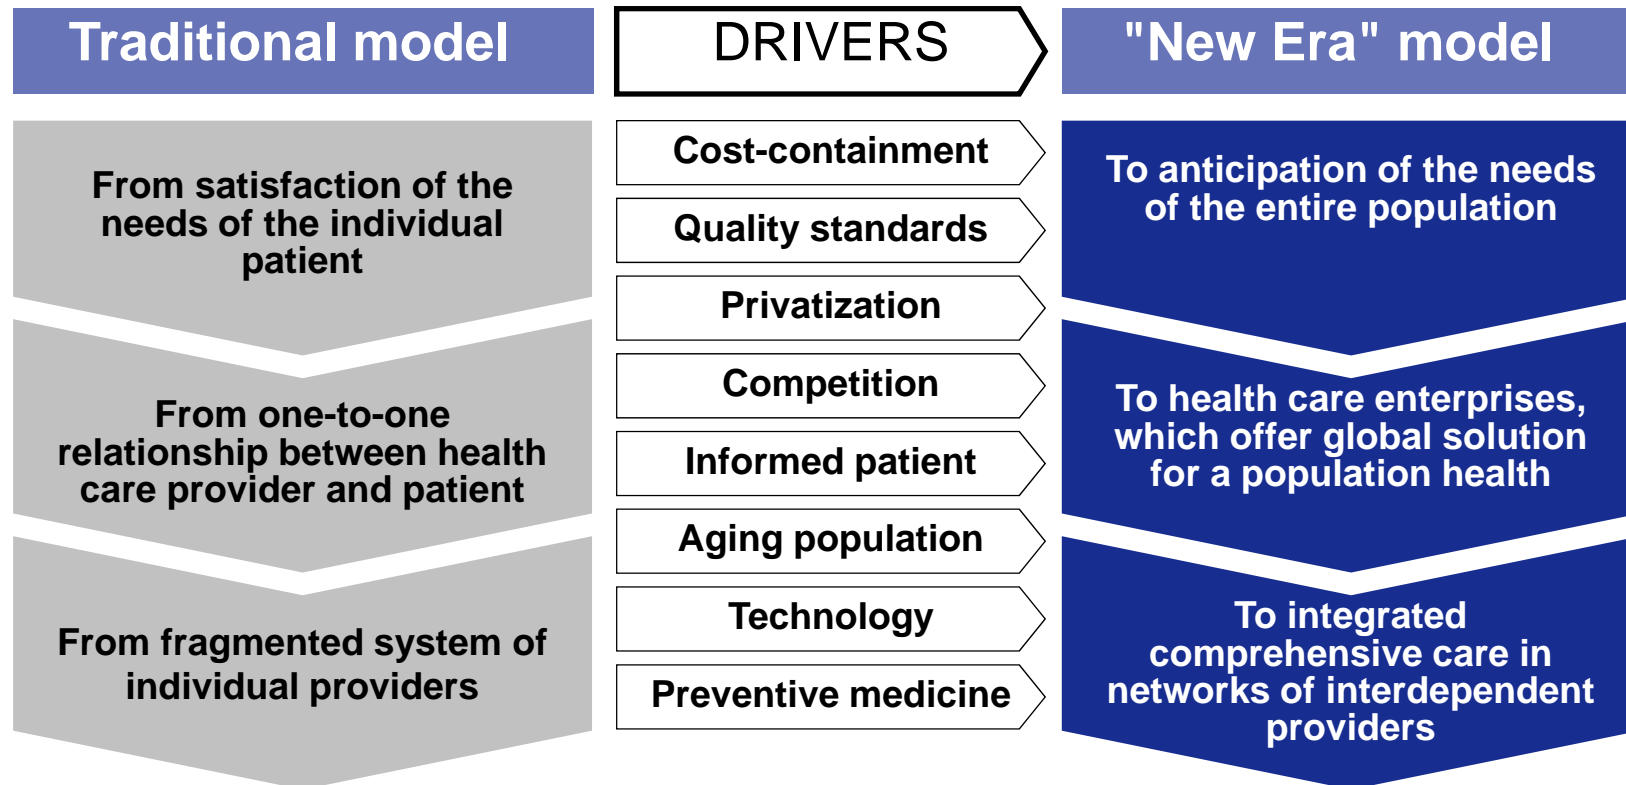 Traditional model
DRIVERS
"New Era" model
From satisfaction of the
needs of the individual
patient
From one-to-one
relationship between health
care provider and patient
From fragmented system of
individual providers
Cost-containment
Quality standards
Privatization
Competition
Informed patient
Aging population
Technology
Preventive medicine
To anticipation of the needs
of the entire population
To health care enterprises,
which offer global solution
for a population health
To integrated
comprehensive care in
networks of interdependent
providers